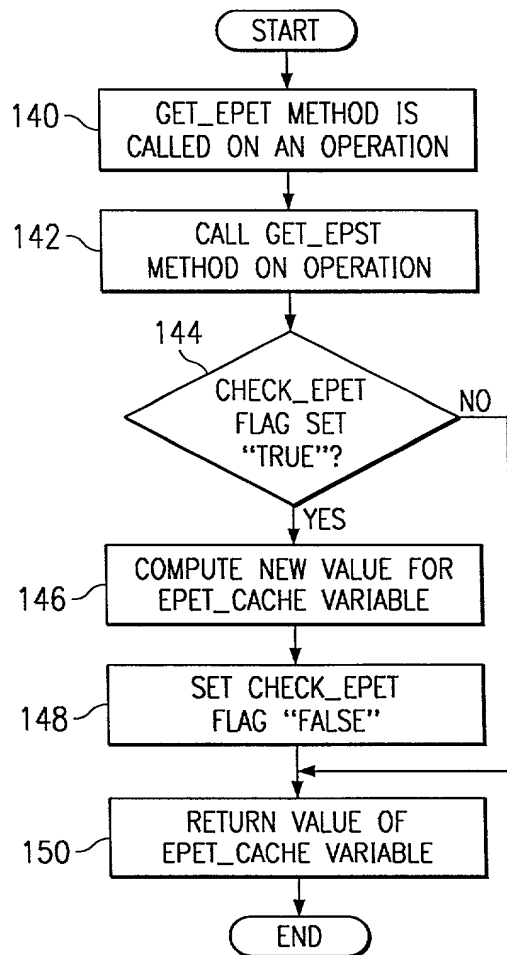 START
140
GET_EPET METHOD IS
CALLED ON AN OPERATION
142
CALL GET_EPST
METHOD ON OPERATION
144
CHECK_EPET
FLAG SET
“TRUE”?
NO
YES
146
COMPUTE NEW VALUE FOR
EPET_CACHE VARIABLE
148
SET CHECK_EPET
FLAG “FALSE”
150
RETURN VALUE OF
EPET_CACHE VARIABLE
END